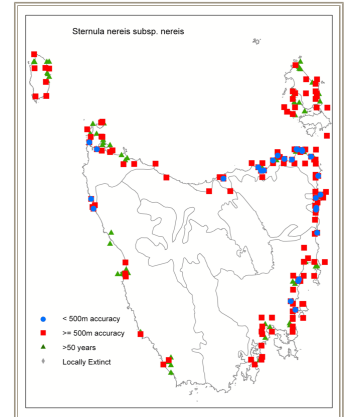 Sternula nereis subsp. nereis
< 500m accuracy
>= 500m accuracy
>50 years
Locally Extinct